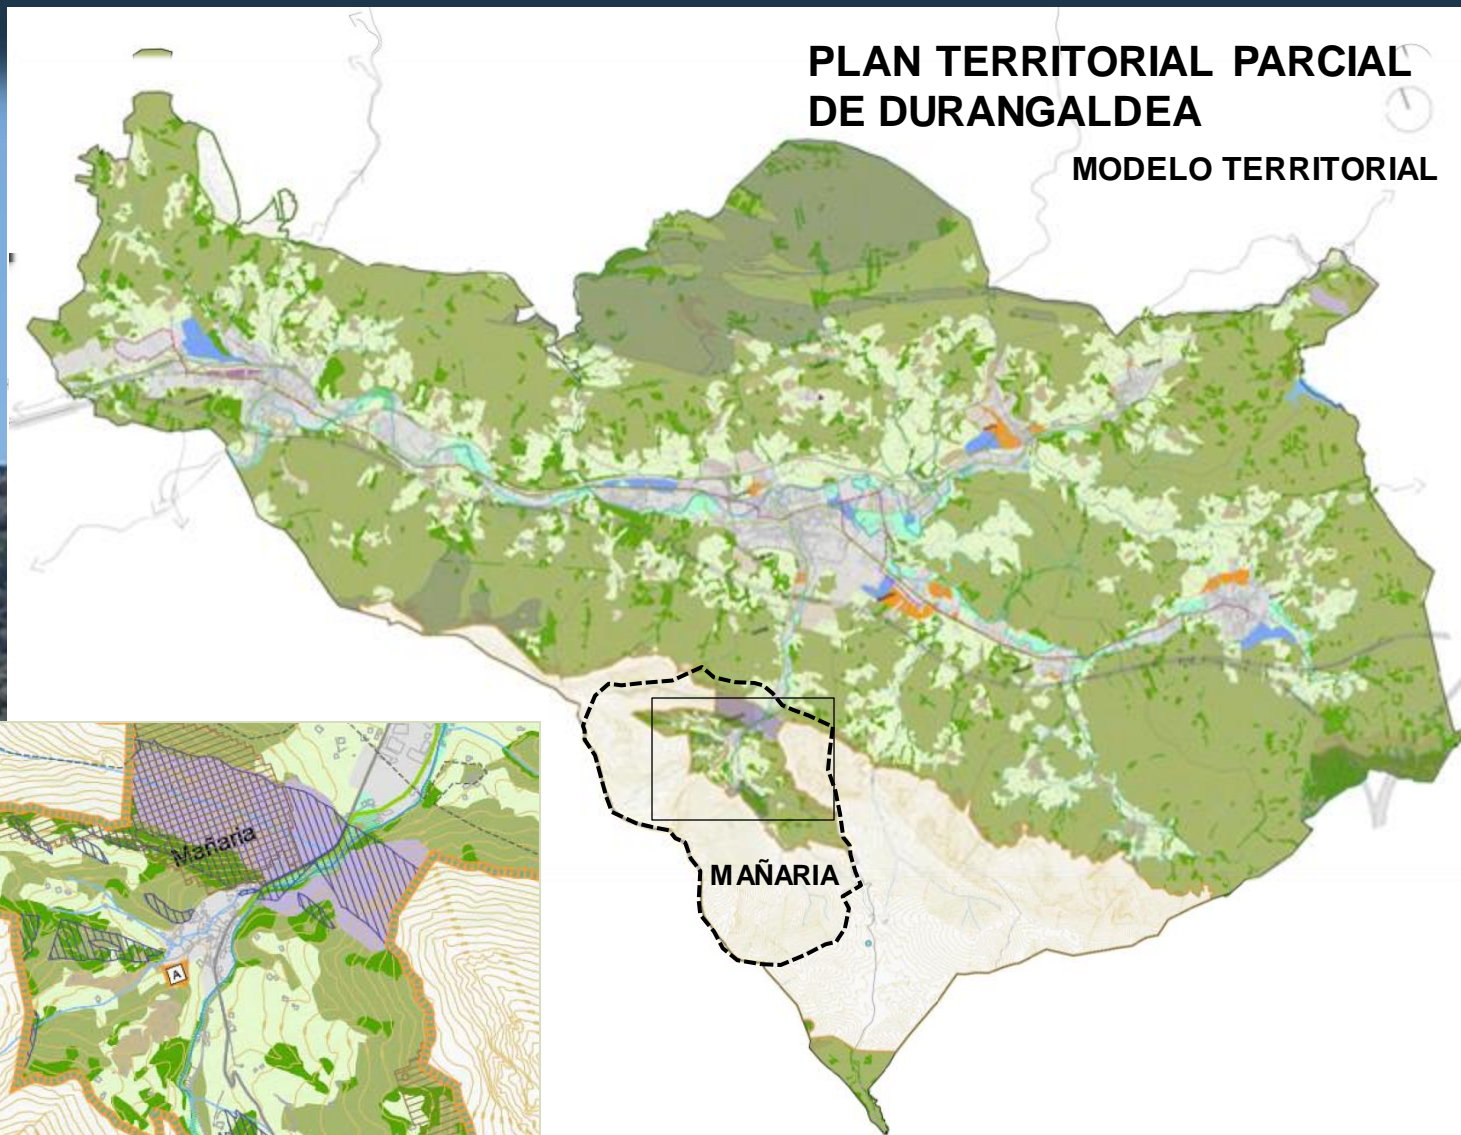 PLAN TERRITORIAL PARCIAL
DE DURANGALDEA
MODELO TERRITORIAL
MAÑARIA
Mañaria
A